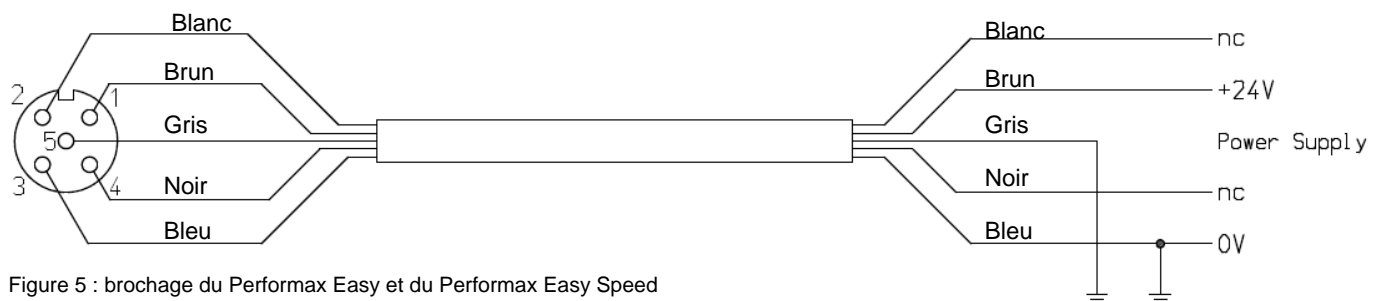 Blanc
Blanc
nc
Brun
Brun
+24V
2
1
Gris
Gris
5
Power Supply
Noir
Noir
3
4
nc
Bleu
Bleu
0V
Figure 5 : brochage du Performax Easy et du Performax Easy Speed